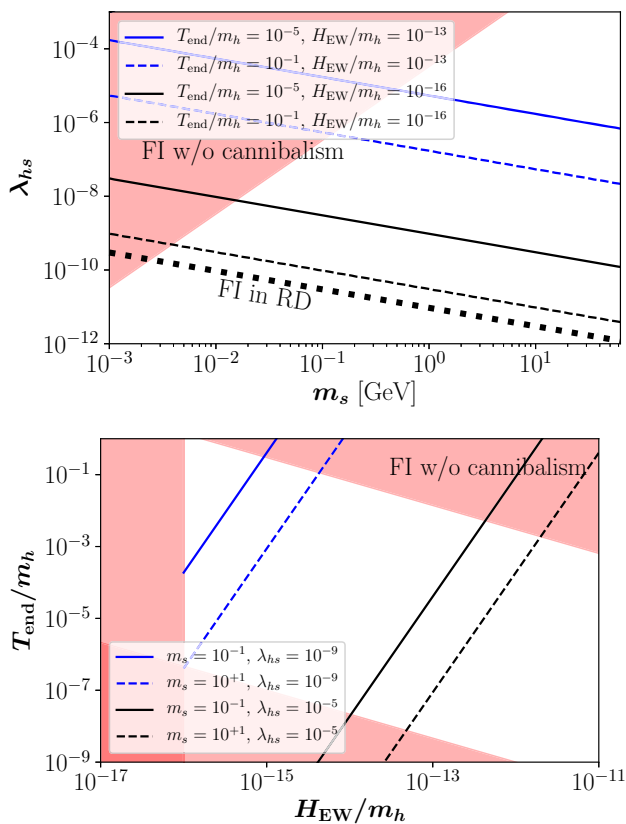 10⁻⁴
10⁻⁶
10⁻⁸
10⁻¹⁰
10⁻¹²
λ_hs
T_end/m_h = 10⁻⁵, H_EW/m_h = 10⁻¹³
T_end/m_h = 10⁻¹, H_EW/m_h = 10⁻¹³
T_end/m_h = 10⁻⁵, H_EW/m_h = 10⁻¹⁶
T_end/m_h = 10⁻¹, H_EW/m_h = 10⁻¹⁶
FI w/o cannibalism
FI in RD
10⁻³ 10⁻² 10⁻¹ 10⁰ 10¹
m_s [GeV]
10⁻¹
10⁻³
10⁻⁵
10⁻⁷
10⁻⁹
T_end/m_h
FI w/o cannibalism
m_s = 10⁻¹, λ_hs = 10⁻⁹
m_s = 10⁺¹, λ_hs = 10⁻⁹
m_s = 10⁻¹, λ_hs = 10⁻⁵
m_s = 10⁺¹, λ_hs = 10⁻⁵
10⁻¹⁷ 10⁻¹⁵ 10⁻¹³ 10⁻¹¹
H_EW/m_h